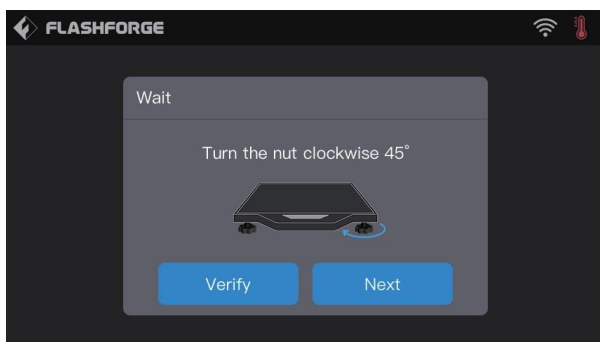 FLASHFORGE
Wait
Turn the nut clockwise 45°
Verify
Next